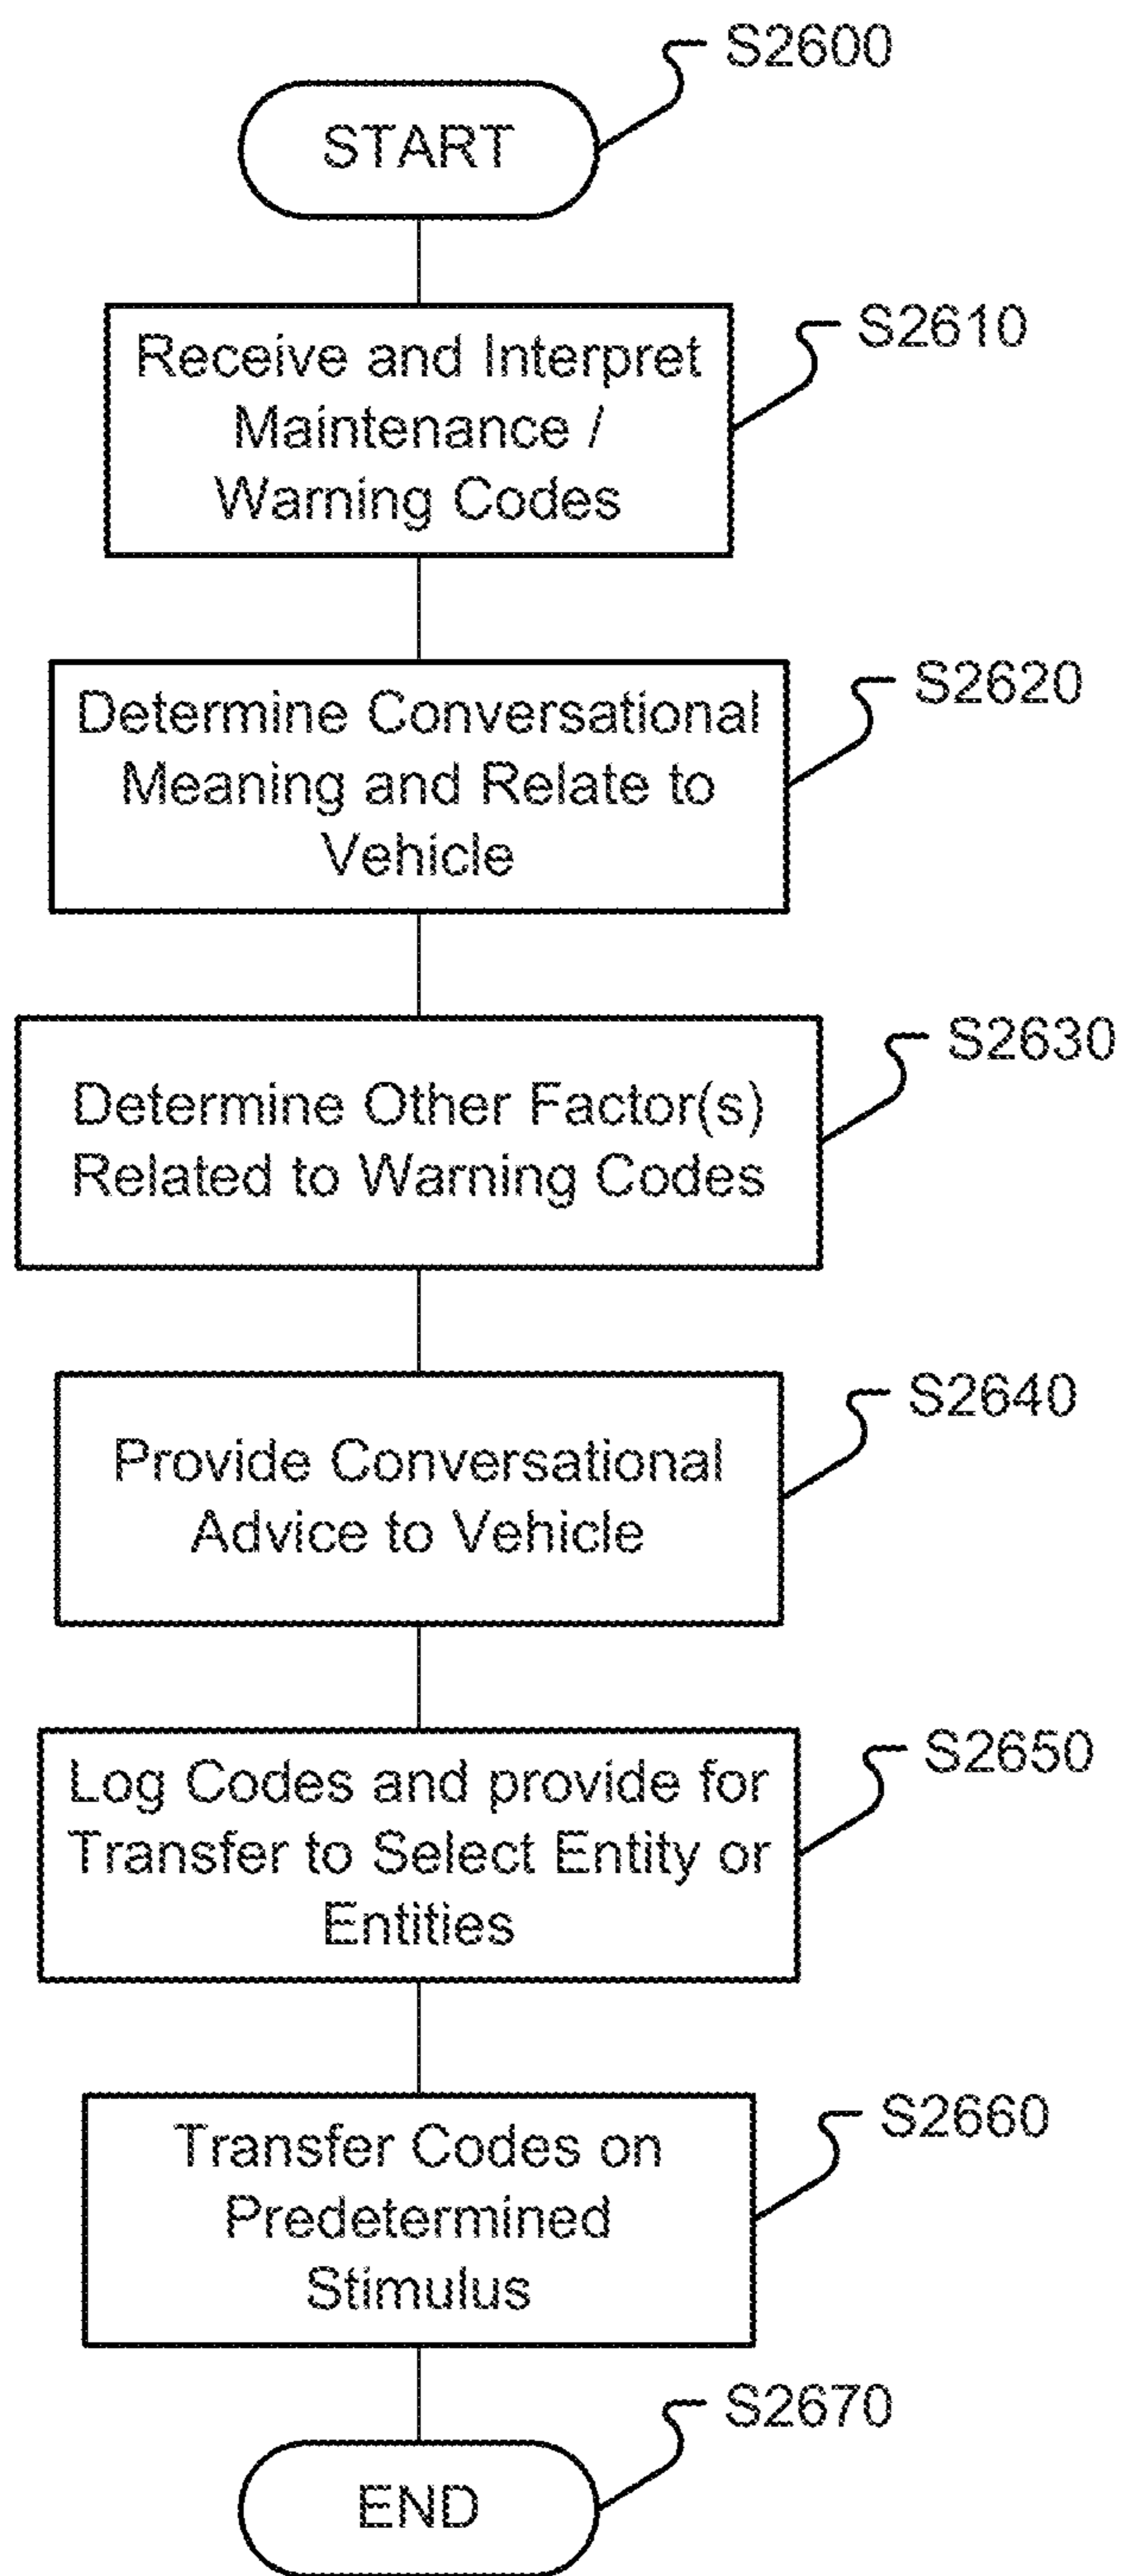 S2600
START
S2610
Receive and Interpret
Maintenance /
Warning Codes
S2620
Determine Conversational
Meaning and Relate to
Vehicle
S2630
Determine Other Factor(s)
Related to Warning Codes
S2640
Provide Conversational
Advice to Vehicle
S2650
Log Codes and provide for
Transfer to Select Entity or
Entities
S2660
Transfer Codes on
Predetermined
Stimulus
S2670
END